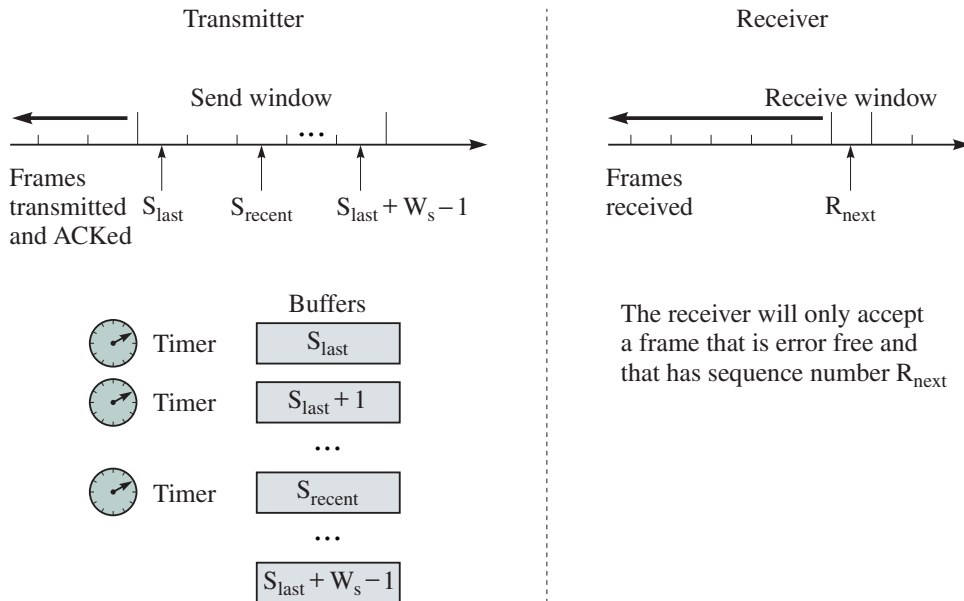 Transmitter
Send window
...
Frames
transmitted
and ACKed
S_last
S_recent
S_last + W_s − 1
Buffers
Timer
S_last
Timer
S_last + 1
...
Timer
S_recent
...
S_last + W_s − 1
Receiver
Receive window
Frames
received
R_next
The receiver will only accept
a frame that is error free and
that has sequence number R_next